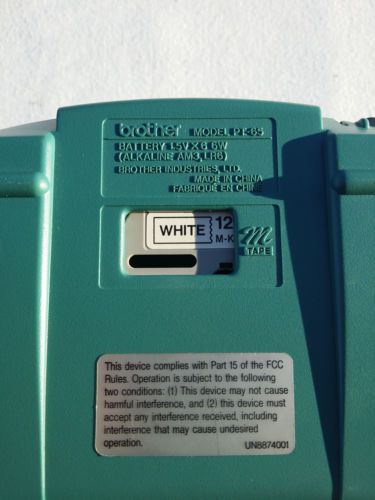 brother MODEL PT-65
BATTERY 1.5V×6 6W
(ALKALINE AM3, LR6)
BROTHER INDUSTRIES, LTD.
MADE IN CHINA
FABRIQUÉ EN CHINE
WHITE 12
M-K
M
TAPE
This device complies with Part 15 of the FCC
Rules. Operation is subject to the following
two conditions: (1) This device may not cause
harmful interference, and (2) this device must
accept any interference received, including
interference that may cause undesired
operation. UN8874001